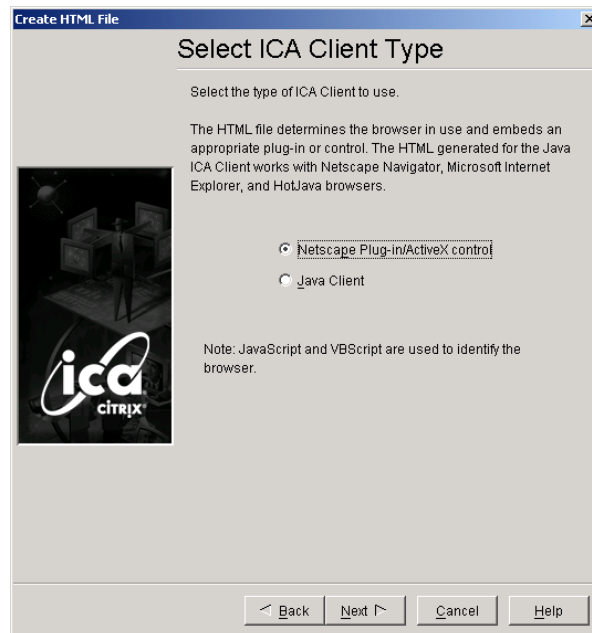 Create HTML File
Select ICA Client Type
Select the type of ICA Client to use.
The HTML file determines the browser in use and embeds an
appropriate plug-in or control. The HTML generated for the Java
ICA Client works with Netscape Navigator, Microsoft Internet
Explorer, and HotJava browsers.
Netscape Plug-in/ActiveX control
Java Client
Note: JavaScript and VBScript are used to identify the
browser.
ica
CİTRIX
Back
Next
Cancel
Help